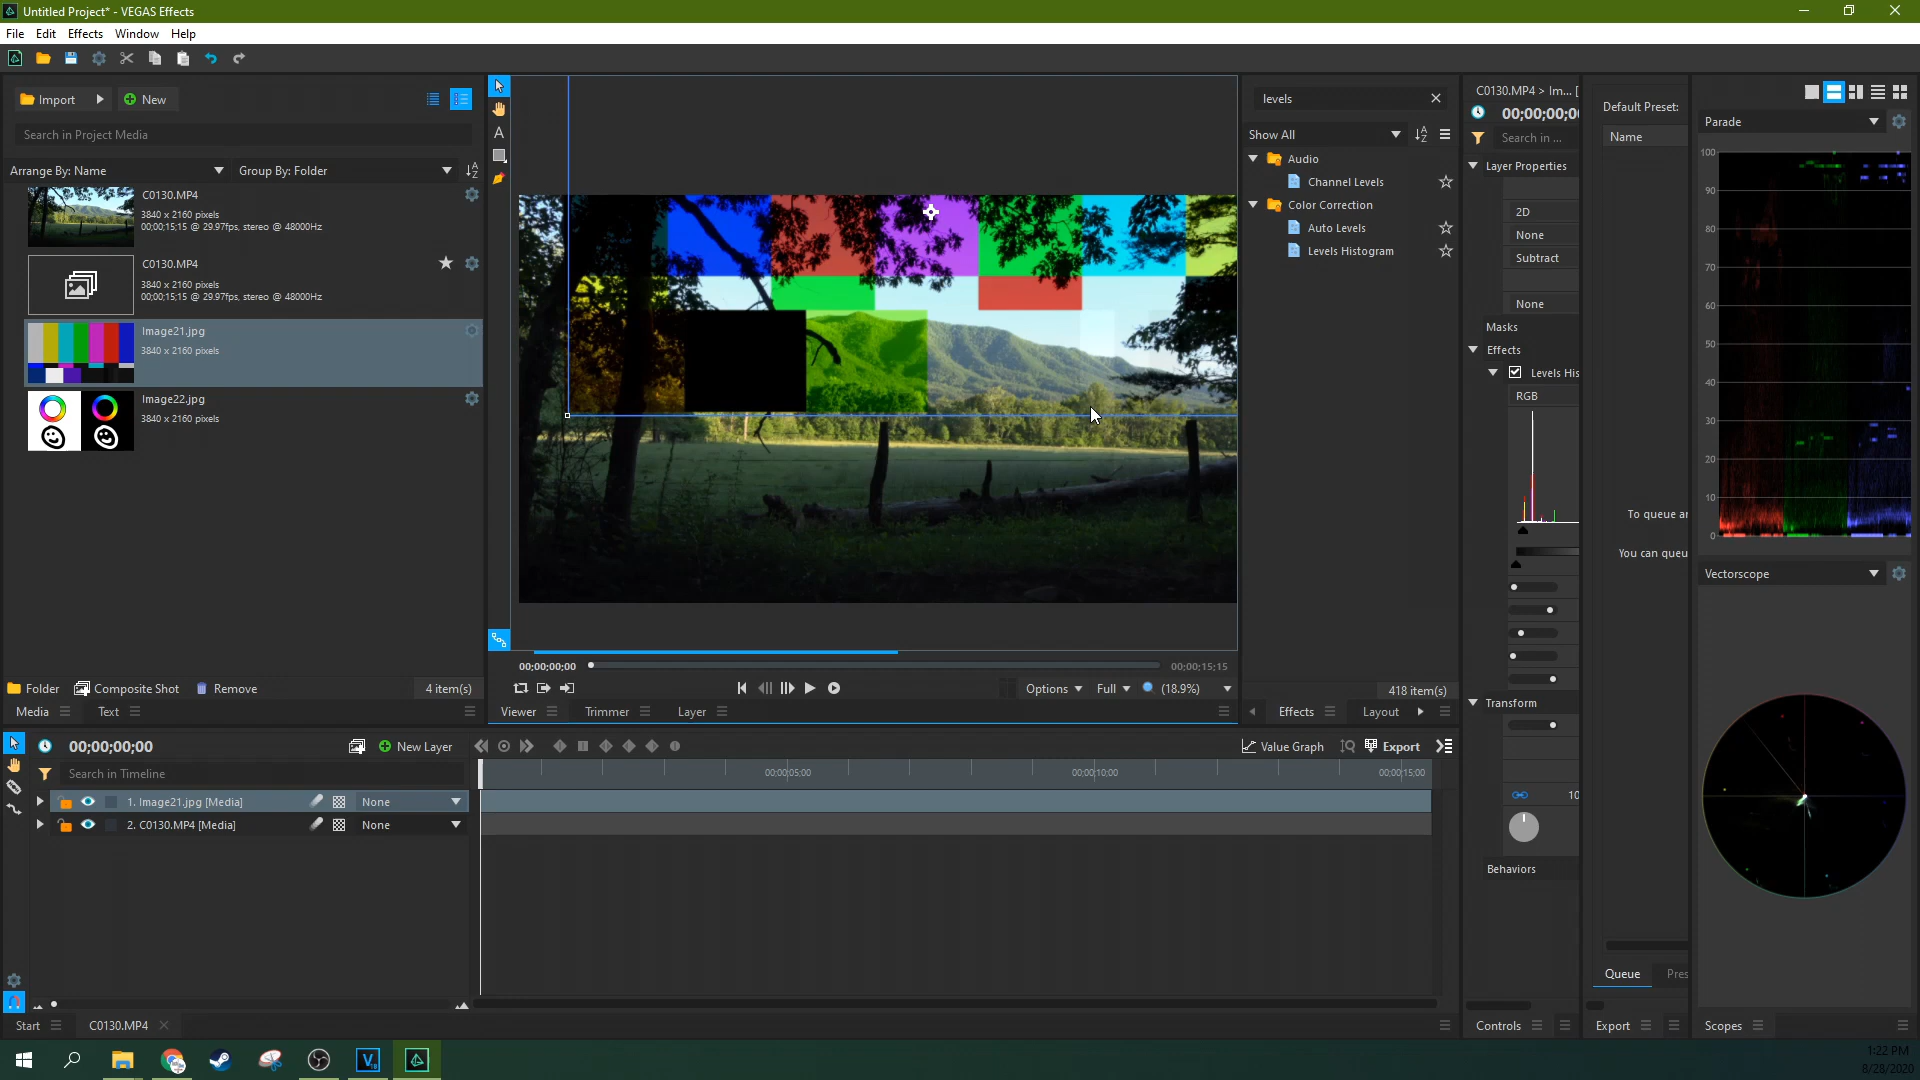 Untitled Project* - VEGAS Effects
File Edit Effects Window Help
Import New
Search in Project Media
Arrange By: Name Group By: Folder
C0130.MP4
3840 x 2160 pixels
00;00;15;15 @ 29.97fps, stereo @ 48000Hz
C0130.MP4
3840 x 2160 pixels
00;00;15;15 @ 29.97fps, stereo @ 48000Hz
Image21.jpg
3840 x 2160 pixels
Image22.jpg
3840 x 2160 pixels
Folder Composite Shot Remove 4 item(s)
Media Text
A
00;00;00;00 00;00;15;15
Options Full (18.9%)
Viewer Trimmer Layer
levels
Show All
Audio
Channel Levels
Color Correction
Auto Levels
Levels Histogram
418 item(s)
Effects Layout
C0130.MP4 > Im... [
00;00;00;0
Search in ...
Layer Properties
2D
None
Subtract
None
Masks
Effects
Levels His
RGB
Transform
10
Behaviors
Controls
Default Preset:
Name
To queue ar
You can queu
Queue Pres
Export
Parade
100
90
80
70
60
50
40
30
20
10
0
Vectorscope
Scopes
00;00;00;00 New Layer Value Graph Export
Search in Timeline 00;00;05;00 00;00;10;00 00;00;15;00
1. Image21.jpg [Media] None
2. C0130.MP4 [Media] None
Start C0130.MP4
1:22 PM
8/28/2020